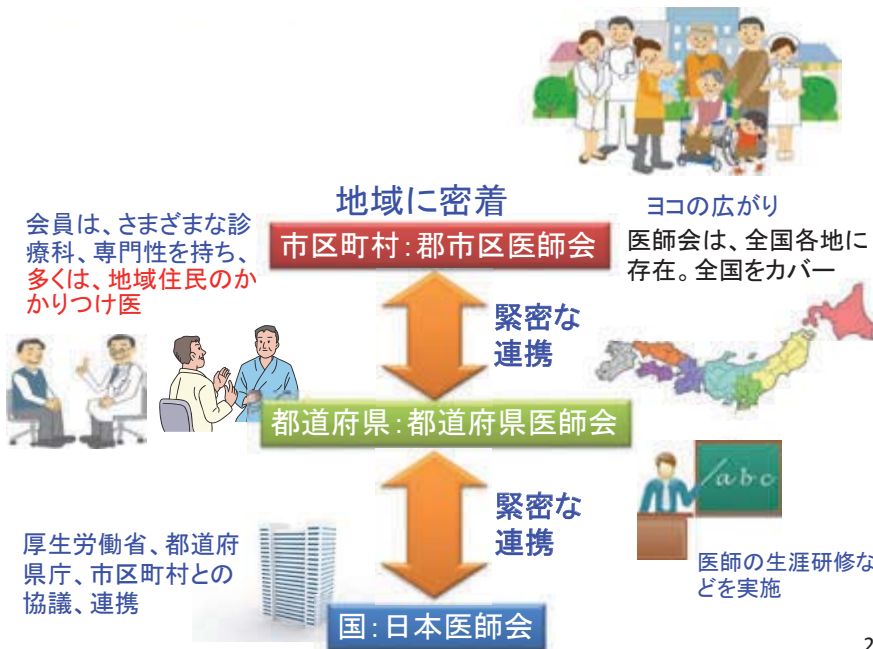 地域に密着
会員は、さまざまな診
療科、専門性を持ち、
多くは、地域住民のか
かりつけ医
市区町村：郡市区医師会
ヨコの広がり
医師会は、全国各地に
存在。全国をカバー
緊密な
連携
都道府県：都道府県医師会
abc
緊密な
連携
厚生労働省、都道府
県庁、市区町村との
協議、連携
医師の生涯研修な
どを実施
国：日本医師会
2